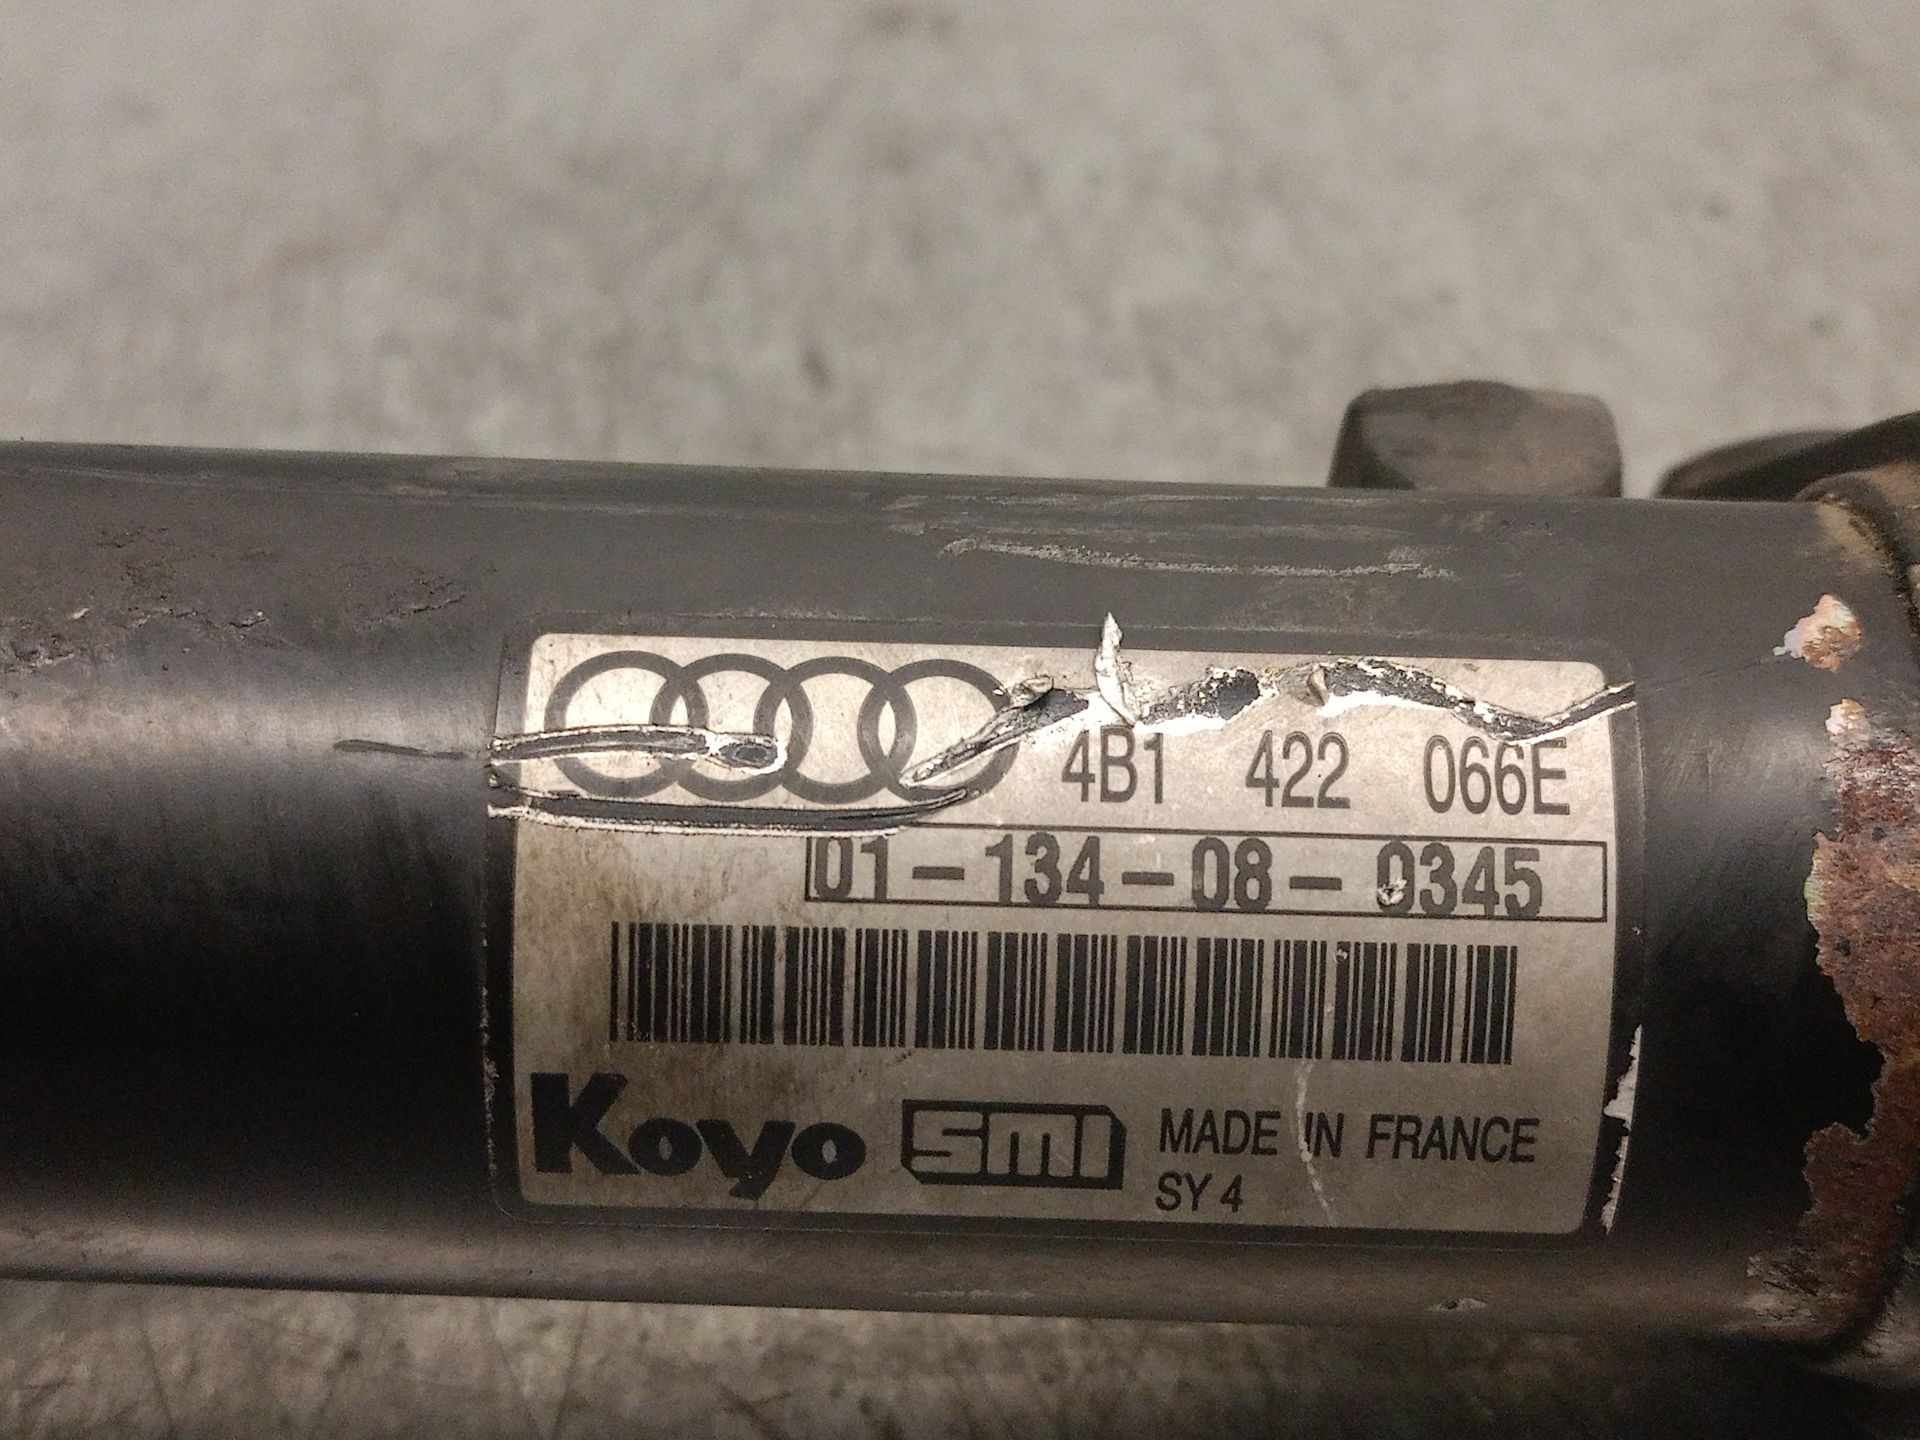 4B1 422 066E
01-134-08-0345
Koyo SMI MADE IN FRANCE
SY 4